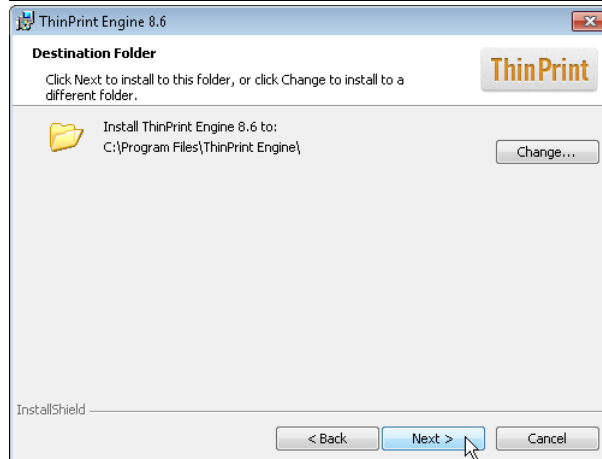 ThinPrint Engine 8.6
Destination Folder
Click Next to install to this folder, or click Change to install to a
different folder.
ThinPrint
Install ThinPrint Engine 8.6 to:
C:\Program Files\ThinPrint Engine\
Change...
InstallShield
< Back
Next >
Cancel